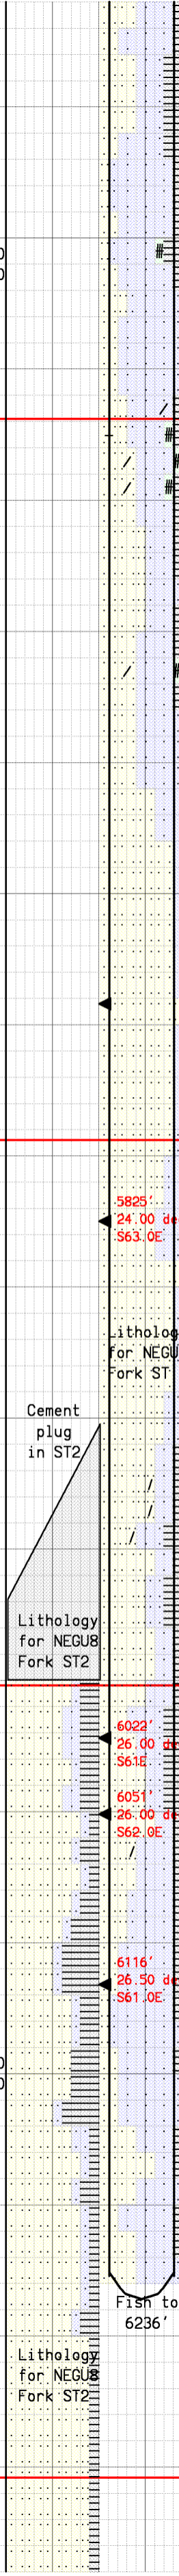 5825'
24.00 de
S63.0E
Litholog
for NEGU
Fork ST
Cement
plug
in ST2
Lithology
for NEGU8
Fork ST2
6022'
26.00 de
S61E
6051'
26.00 de
S62.0E
6116'
26.50 de
S61.0E
Fish to
6236'
Lithology
for NEGU8
Fork ST2